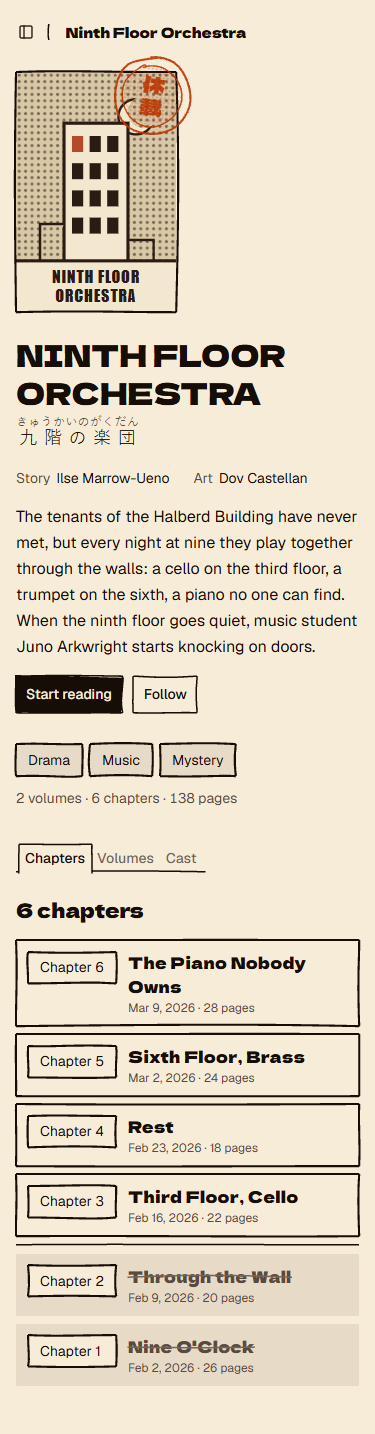 Ninth Floor Orchestra
休載
NINTH FLOOR
ORCHESTRA
NINTH FLOOR
ORCHESTRA
きゅうかいのがくだん
九階の楽団
Story Ilse Marrow-Ueno Art Dov Castellan
The tenants of the Halberd Building have never
met, but every night at nine they play together
through the walls: a cello on the third floor, a
trumpet on the sixth, a piano no one can find.
When the ninth floor goes quiet, music student
Juno Arkwright starts knocking on doors.
Start reading Follow
Drama Music Mystery
2 volumes · 6 chapters · 138 pages
Chapters Volumes Cast
6 chapters
Chapter 6 The Piano Nobody
Owns
Mar 9, 2026 · 28 pages
Chapter 5 Sixth Floor, Brass
Mar 2, 2026 · 24 pages
Chapter 4 Rest
Feb 23, 2026 · 18 pages
Chapter 3 Third Floor, Cello
Feb 16, 2026 · 22 pages
Chapter 2 Through the Wall
Feb 9, 2026 · 20 pages
Chapter 1 Nine O'Clock
Feb 2, 2026 · 26 pages